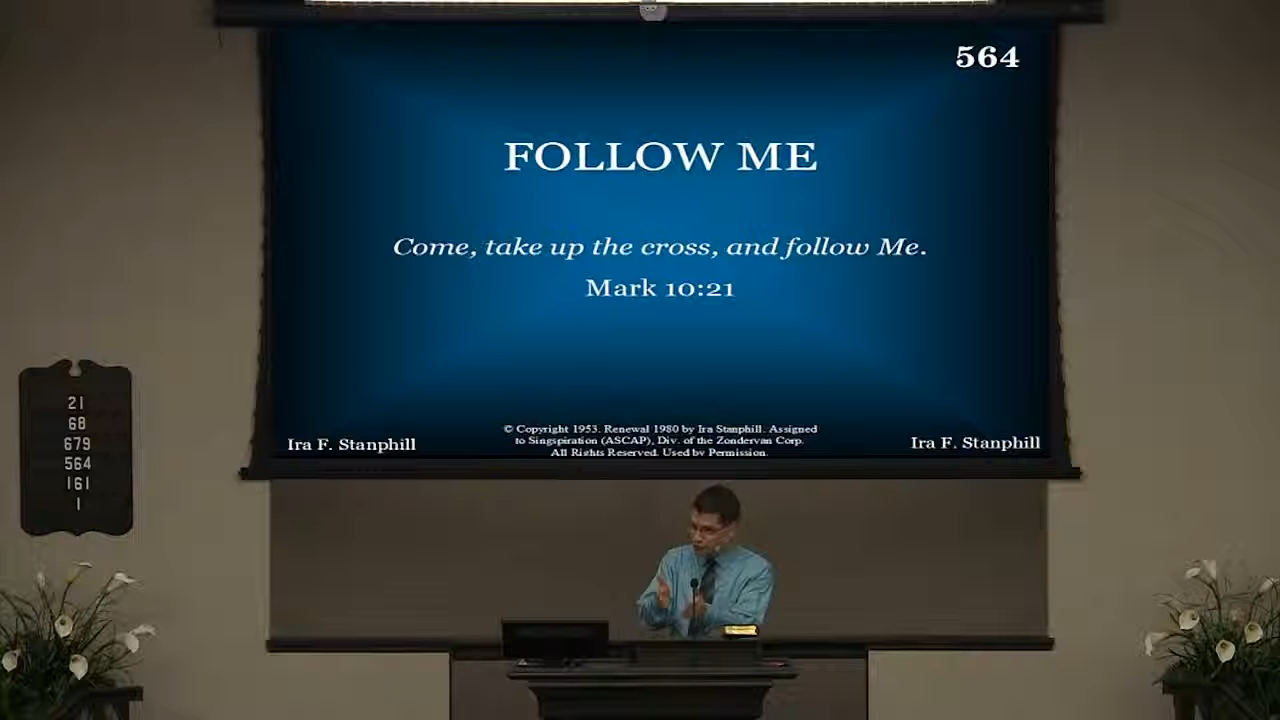 564
FOLLOW ME
Come, take up the cross, and follow Me.
Mark 10:21
© Copyright 1953. Renewal 1980 by Ira Stanphill. Assigned
to Singspiration (ASCAP), Div. of the Zondervan Corp.
All Rights Reserved. Used by Permission.
Ira F. Stanphill
Ira F. Stanphill
21
68
679
564
161
1